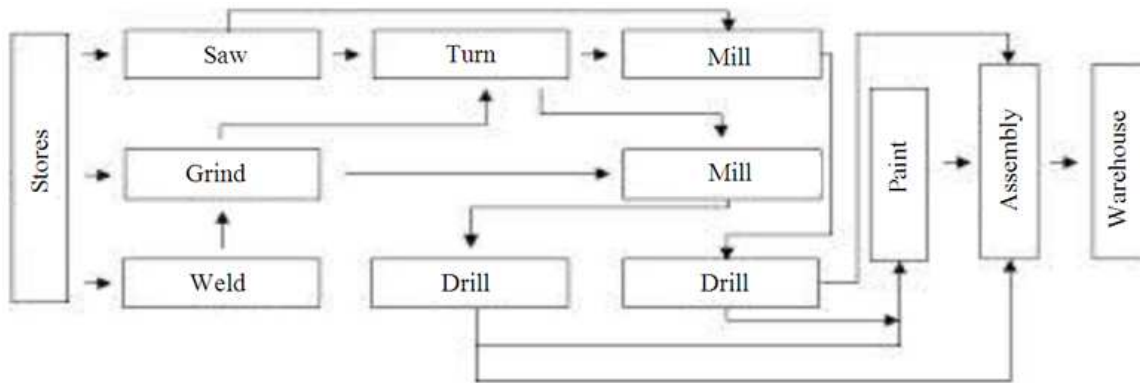 Stores
Saw
Turn
Mill
Grind
Mill
Weld
Drill
Drill
Paint
Assembly
Warehouse